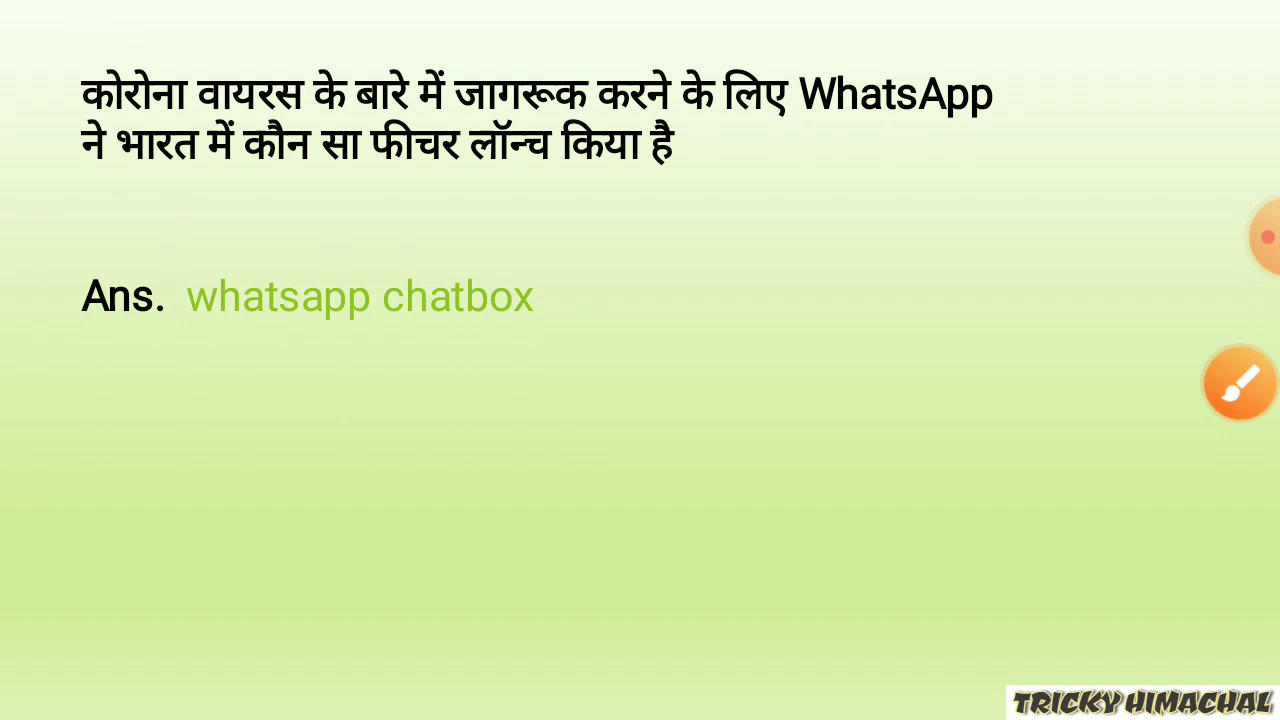 कोरोना वायरस के बारे में जागरूक करने के लिए WhatsApp
ने भारत में कौन सा फीचर लॉन्च किया है
Ans. whatsapp chatbox
TRICKY HIMACHAL